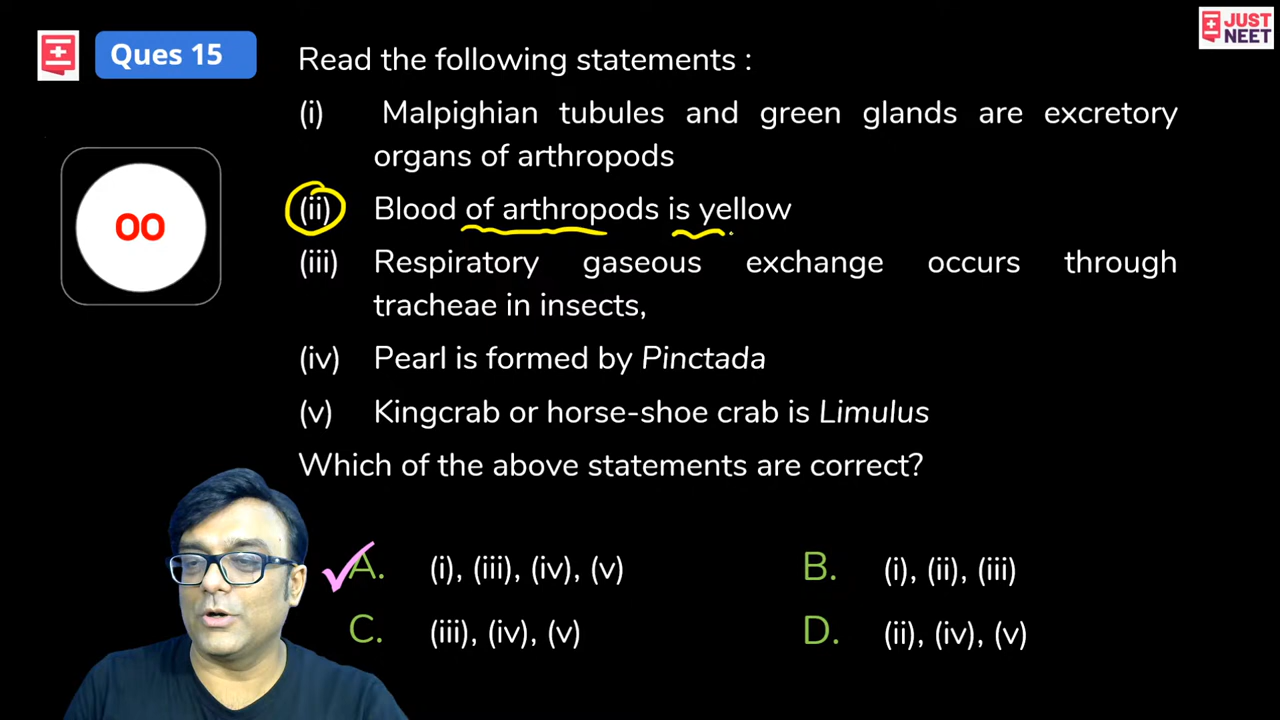 JUST
NEET
Ques 15
Read the following statements :
(i) Malpighian tubules and green glands are excretory
organs of arthropods
(ii) Blood of arthropods is yellow
(iii) Respiratory gaseous exchange occurs through
tracheae in insects,
(iv) Pearl is formed by Pinctada
(v) Kingcrab or horse-shoe crab is Limulus
Which of the above statements are correct?
00
A. (i), (iii), (iv), (v)
B. (i), (ii), (iii)
C. (iii), (iv), (v)
D. (ii), (iv), (v)